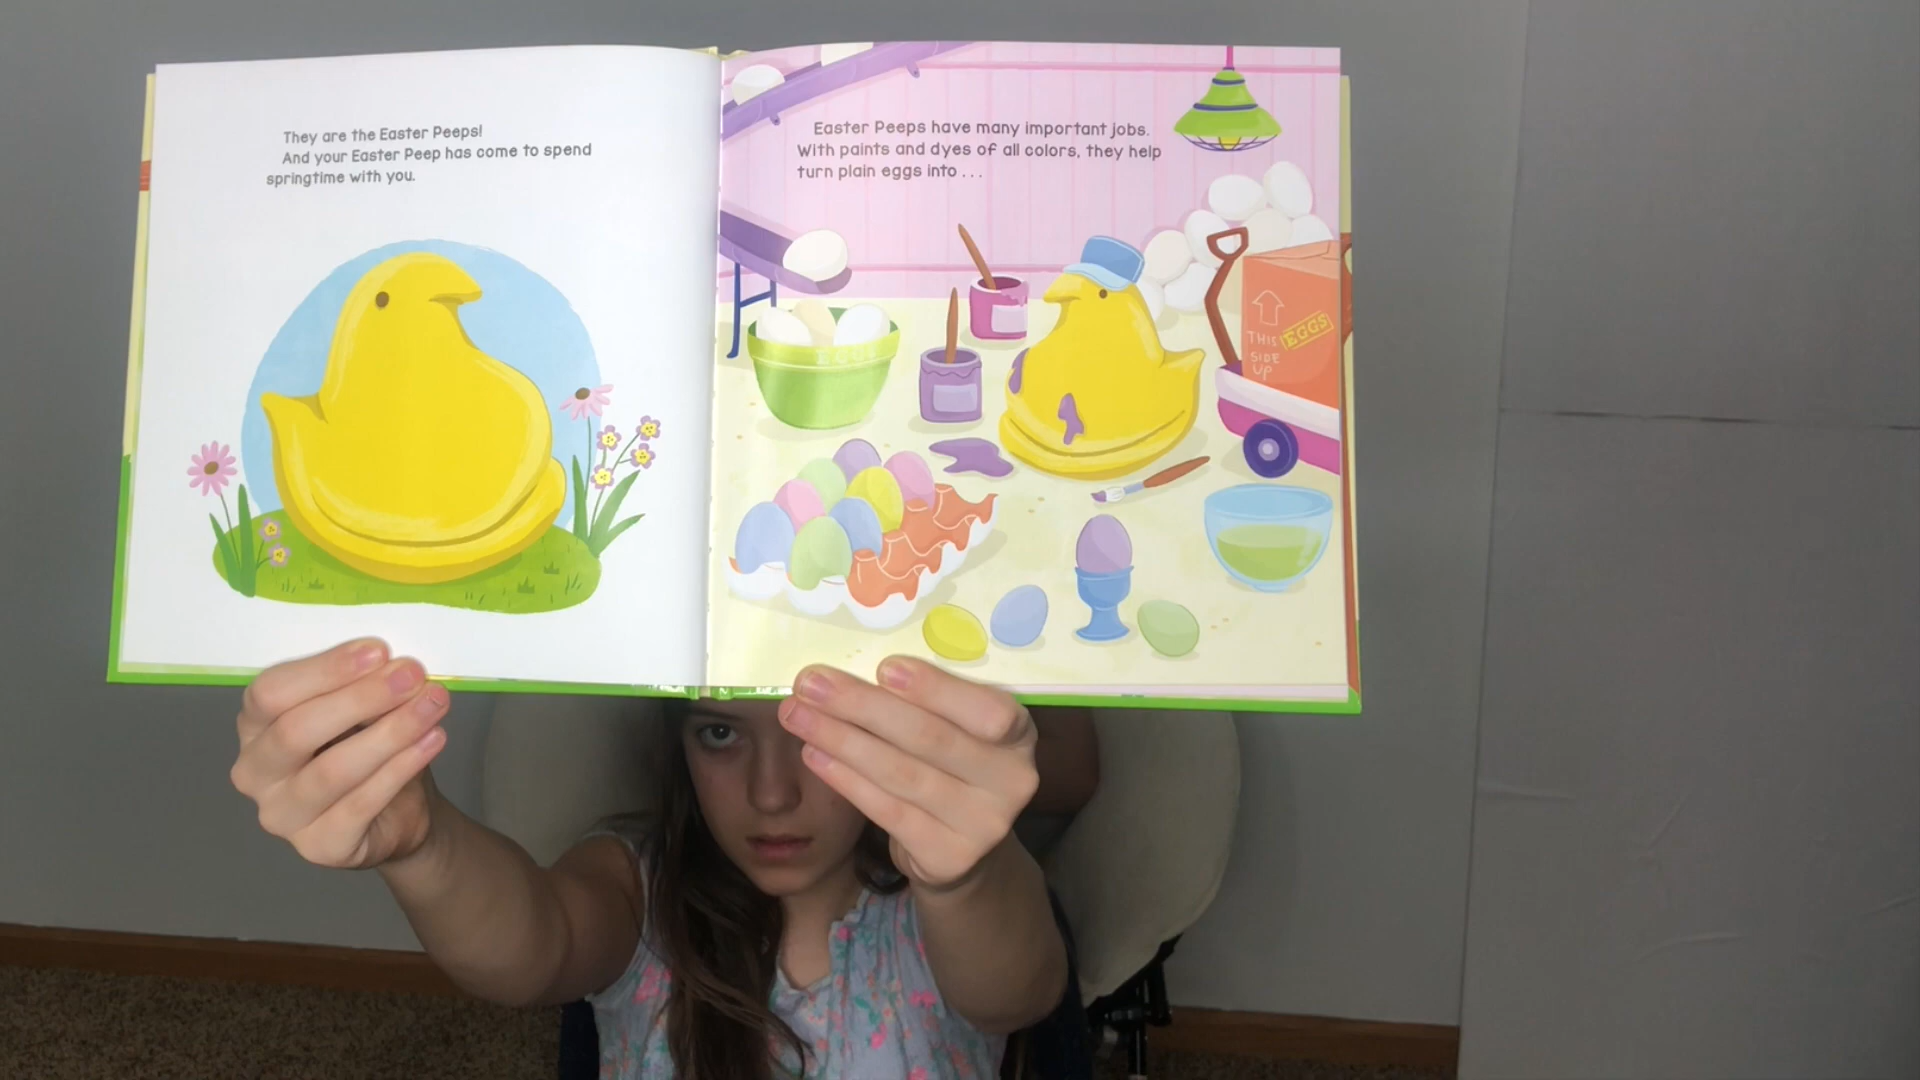 They are the Easter Peeps!
And your Easter Peep has come to spend
springtime with you.
Easter Peeps have many important jobs.
With paints and dyes of all colors, they help
turn plain eggs into . . .
THIS
SIDE
UP
EGGS